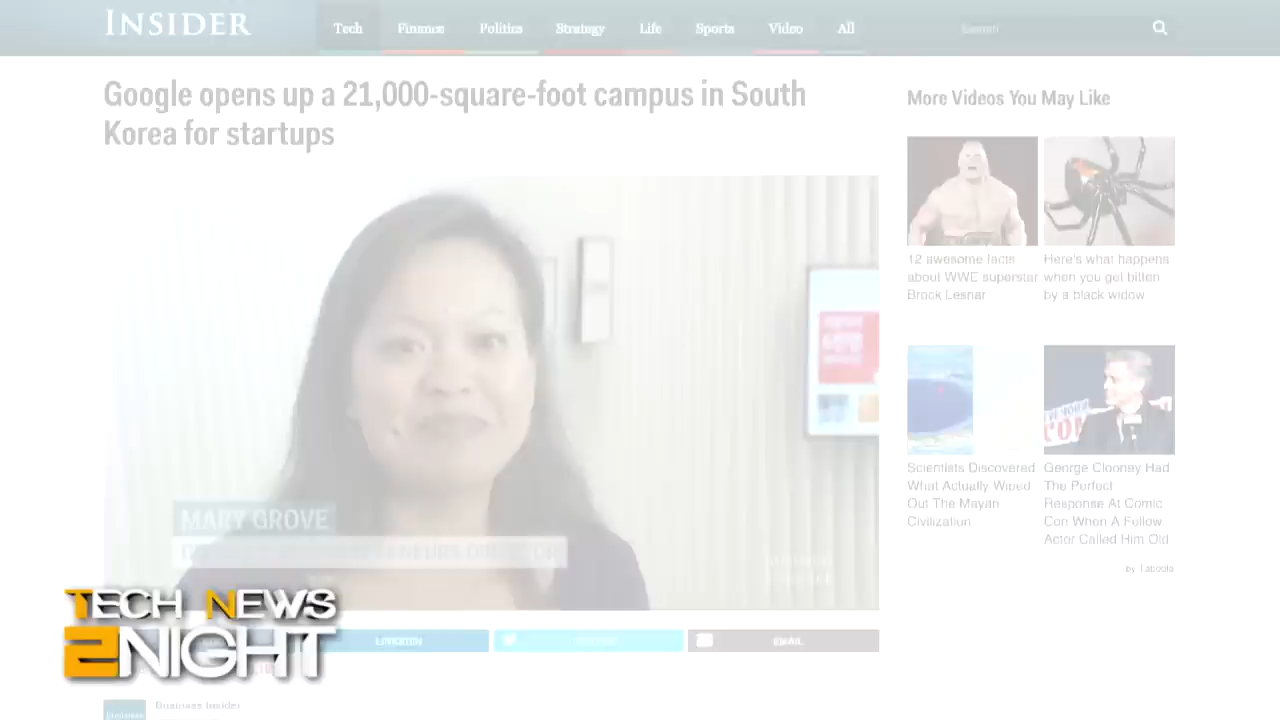 INSIDER
Tech Finance Politics Strategy Life Sports Video All Search
Google opens up a 21,000-square-foot campus in South
Korea for startups
MARY GROVE
More Videos You May Like
12 awesome facts
about WWE superstar
Brock Lesnar
Here's what happens
when you get bitten
by a black widow
Scientists Discovered
What Actually Wiped
Out The Mayan
Civilization
George Clooney Had
The Perfect
Response At Comic
Con When A Fellow
Actor Called Him Old
by Taboola
LINKEDIN
EMAIL
TECH NEWS
2NIGHT
Business Insider